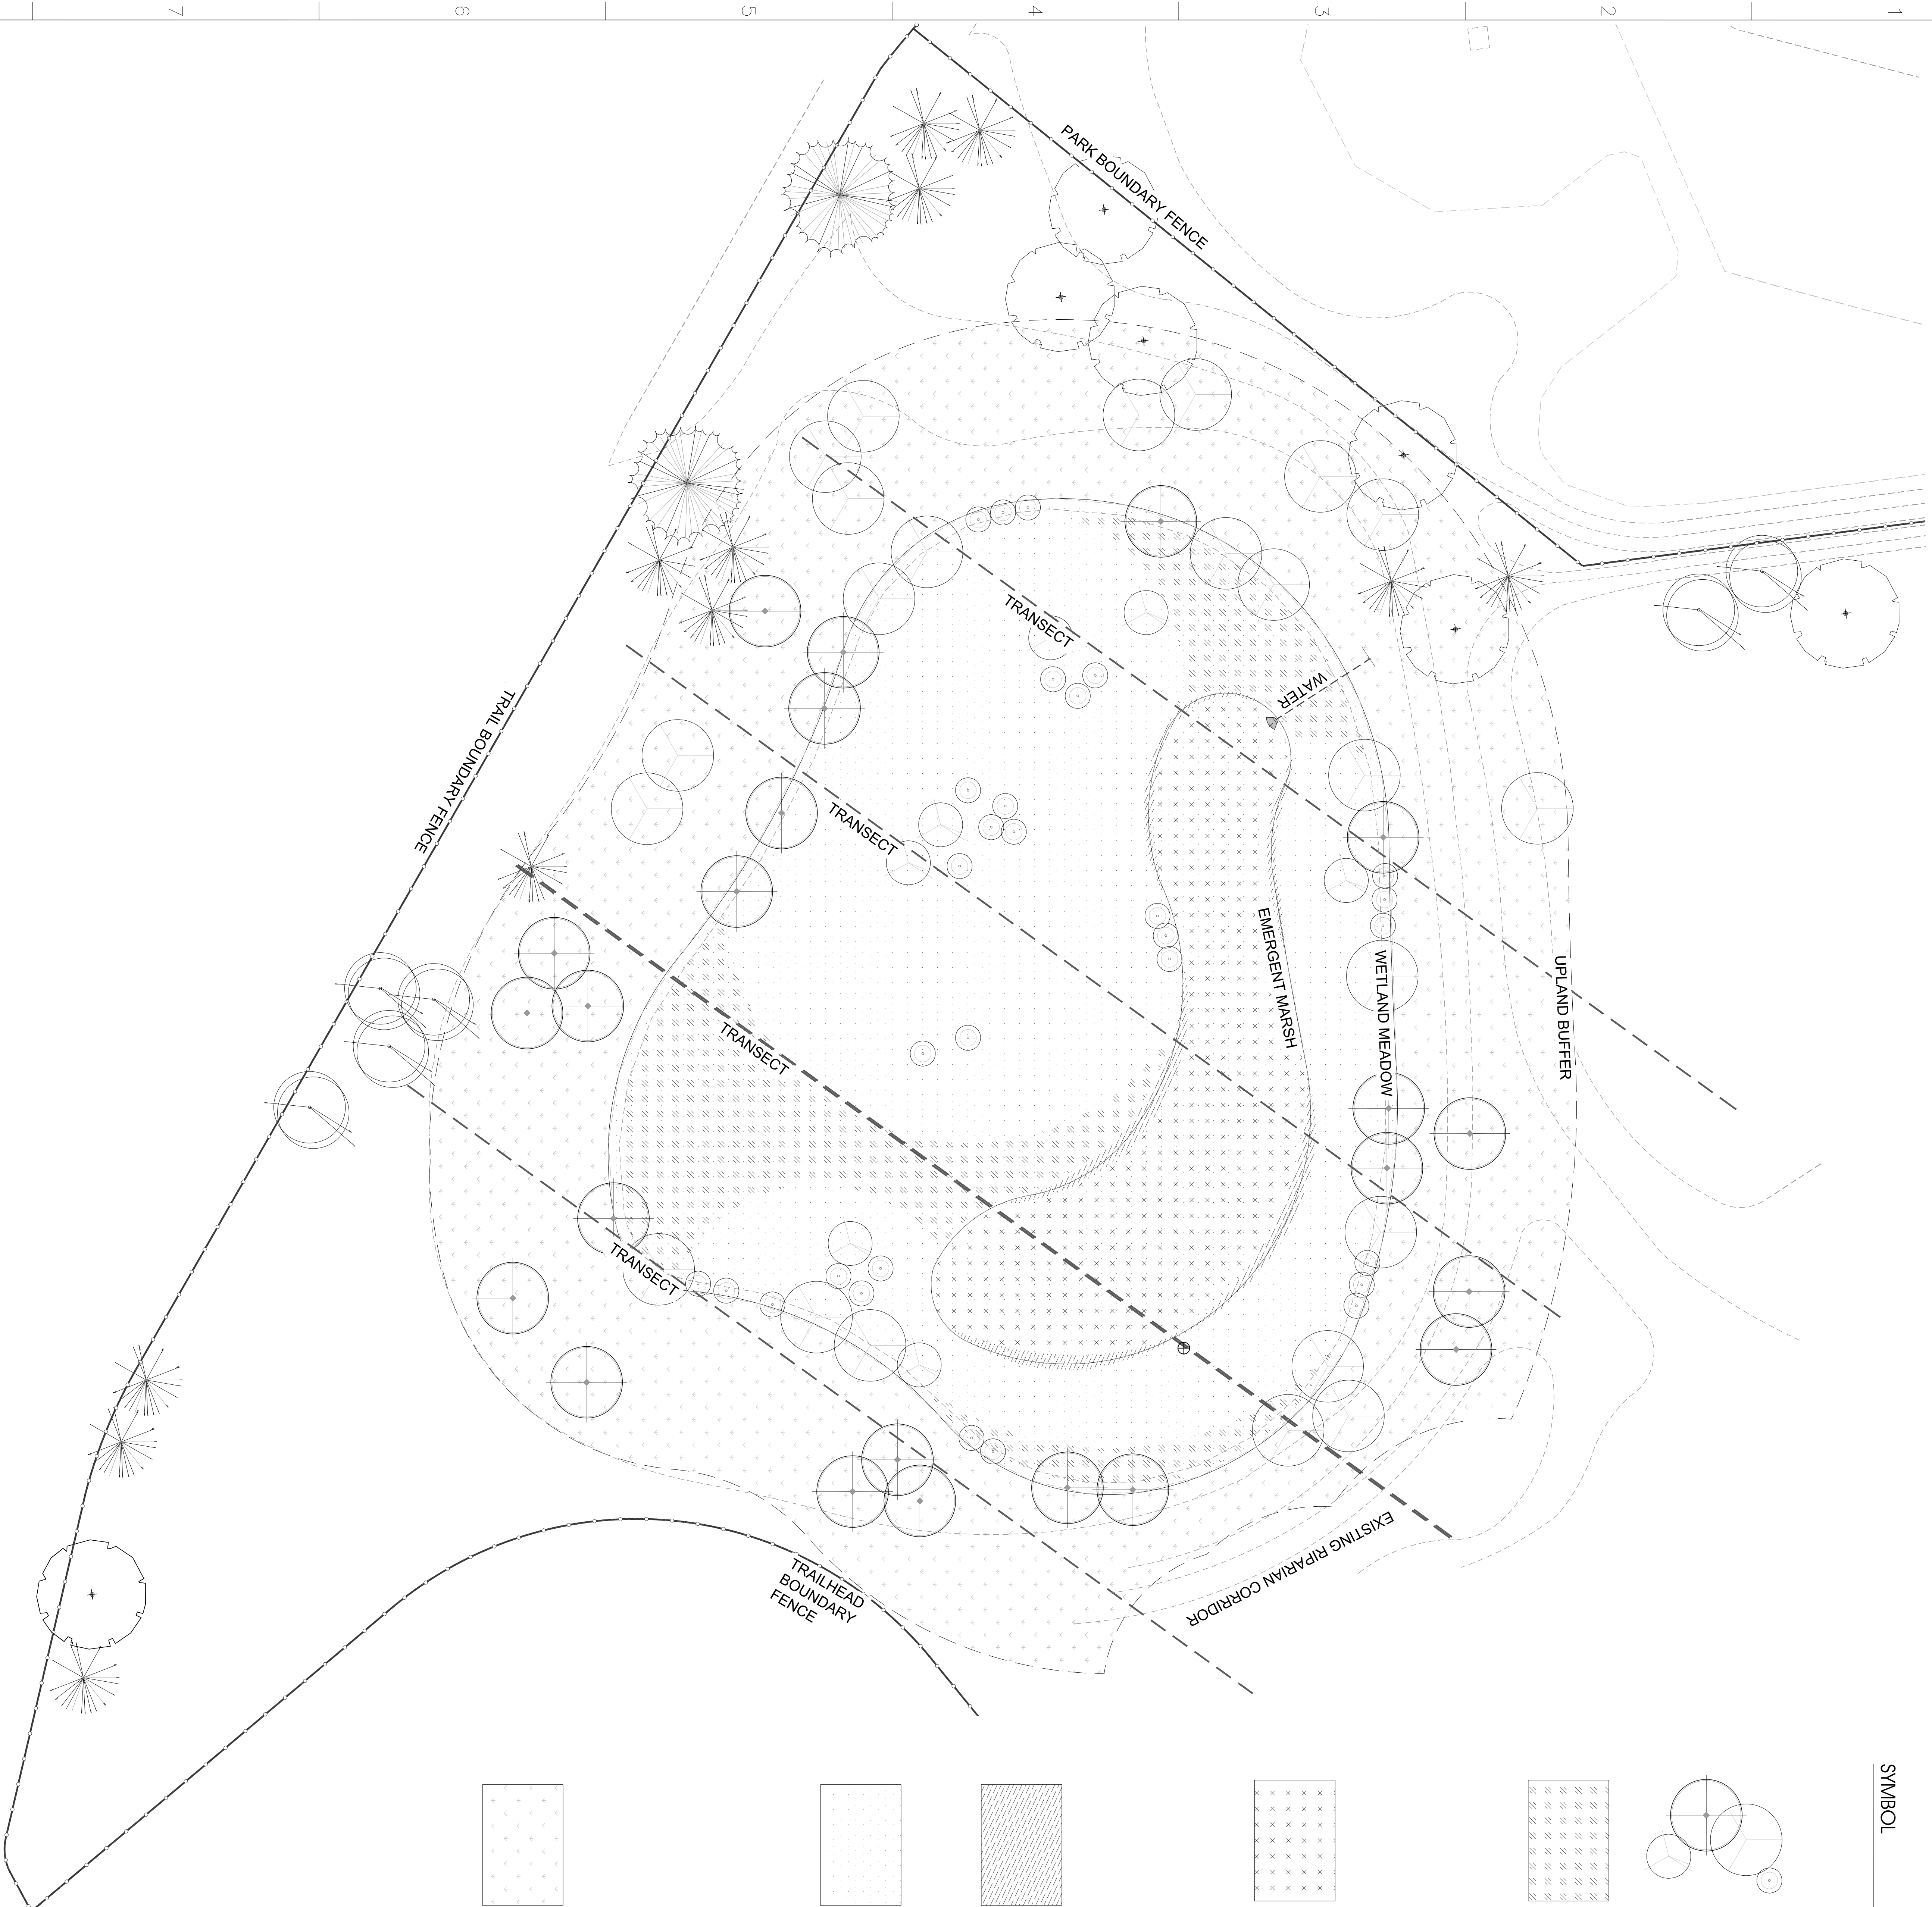 7 6 5 4 3 2 1
PARK BOUNDARY FENCE
TRANSECT
WATER
TRAIL BOUNDARY FENCE
TRANSECT
EMERGENT MARSH
WETLAND MEADOW
UPLAND BUFFER
TRANSECT
TRANSECT
EXISTING RIPARIAN CORRIDOR
TRAILHEAD
BOUNDARY
FENCE
SYMBOL